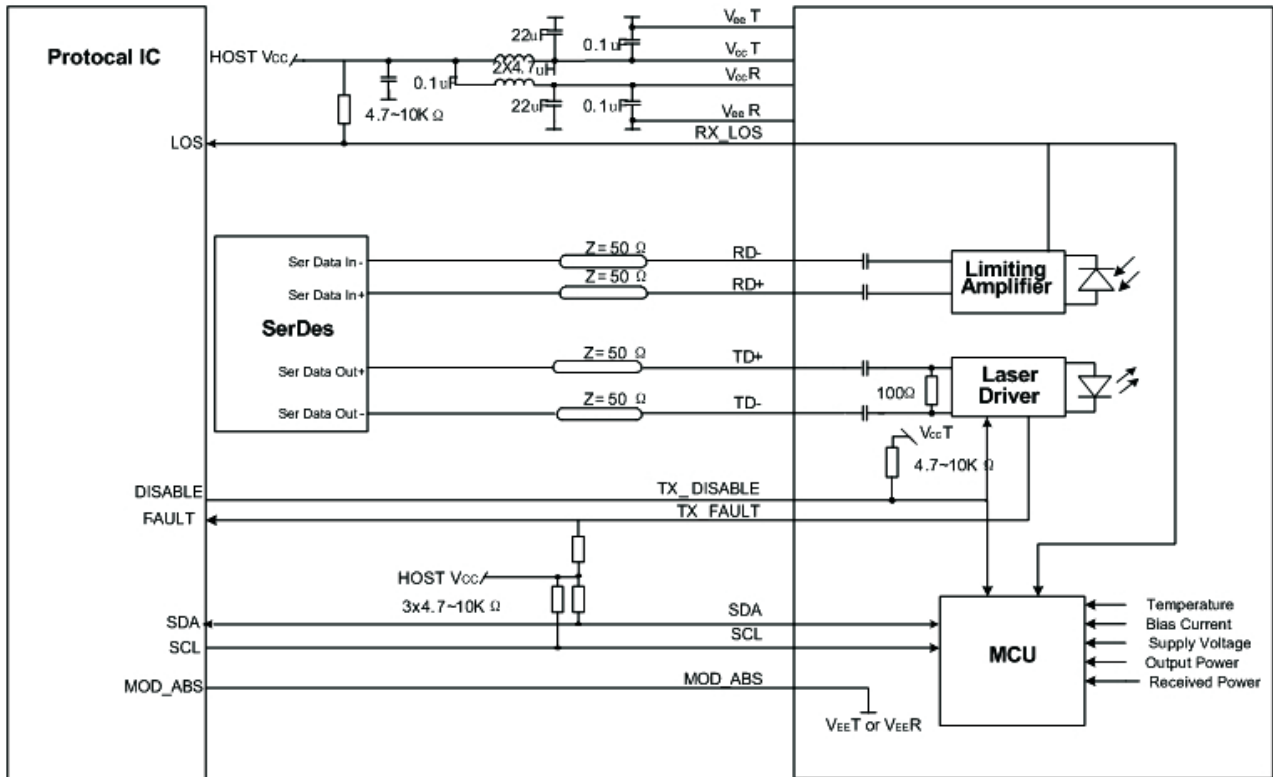 Protocal IC
HOST Vcc
22uF
0.1uF
VeeT
VccT
2X4.7uH
0.1uF
VccR
4.7~10K Ω
22uF
0.1uF
VeeR
LOS
RX_LOS
Ser Data In-
Z=50 Ω
RD-
Ser Data In+
Z=50 Ω
RD+
Limiting
Amplifier
SerDes
Ser Data Out+
Z=50 Ω
TD+
Ser Data Out-
Z=50 Ω
TD-
100Ω
Laser
Driver
VccT
4.7~10K Ω
DISABLE
TX_DISABLE
FAULT
TX_FAULT
HOST Vcc
3x4.7~10K Ω
SDA
SDA
SCL
SCL
MOD_ABS
MOD_ABS
VEET or VEER
MCU
Temperature
Bias Current
Supply Voltage
Output Power
Received Power